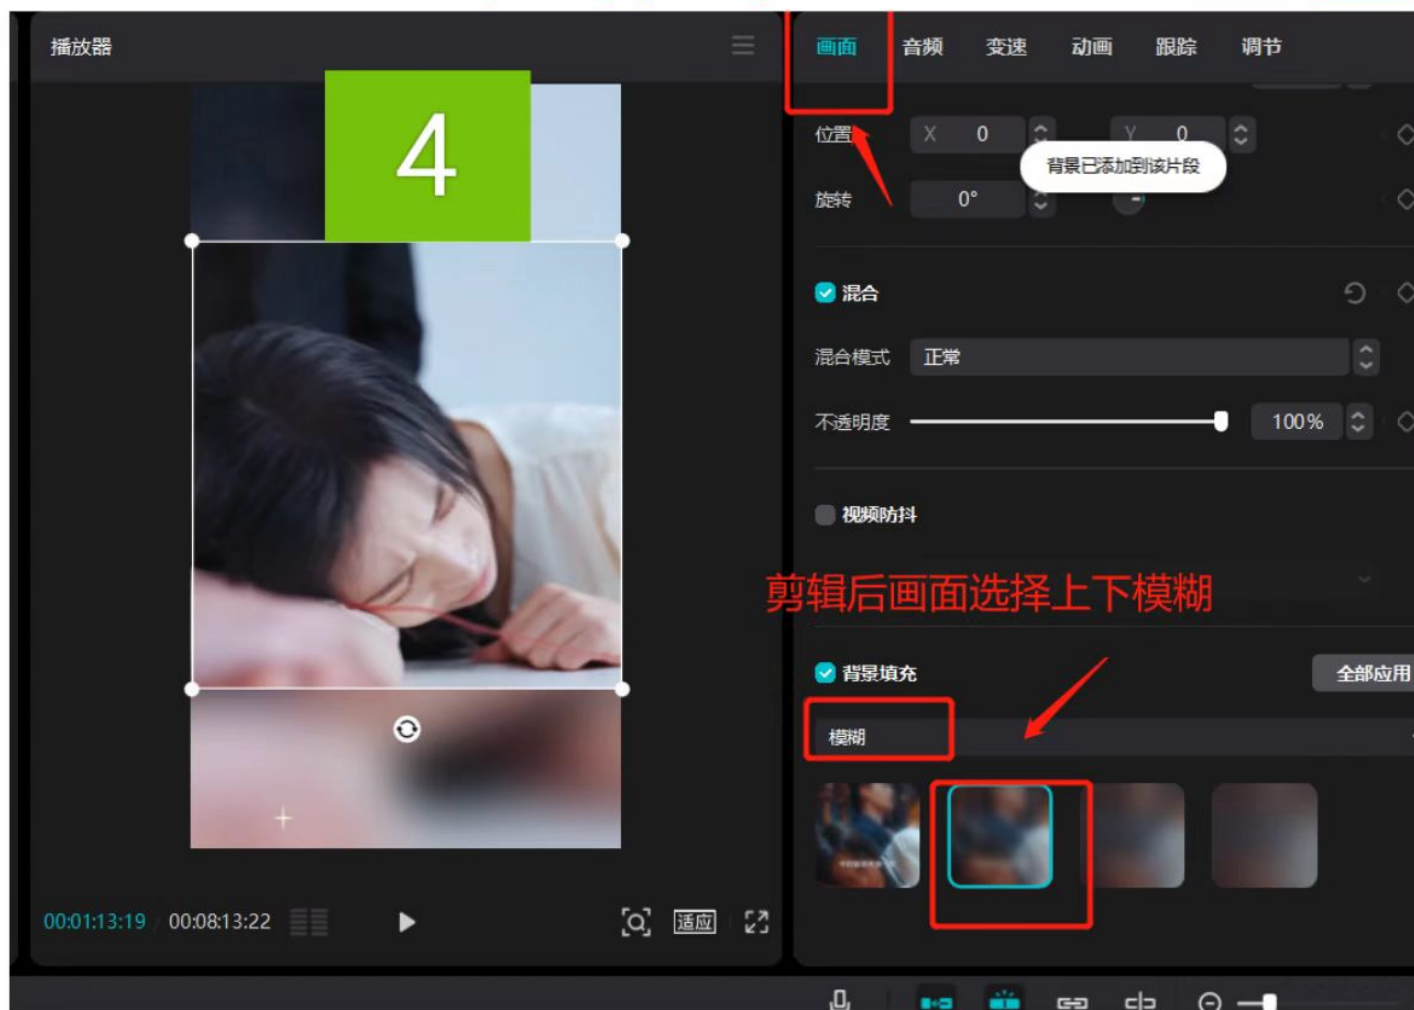 播放器
4
画面 音频 变速 动画 跟踪 调节
位置 X 0 Y 0
背景已添加到该片段
旋转 0°
混合
混合模式 正常
不透明度 100%
视频防抖
剪辑后画面选择上下模糊
背景填充 全部应用
模糊
00:01:13:19 / 00:08:13:22 适应